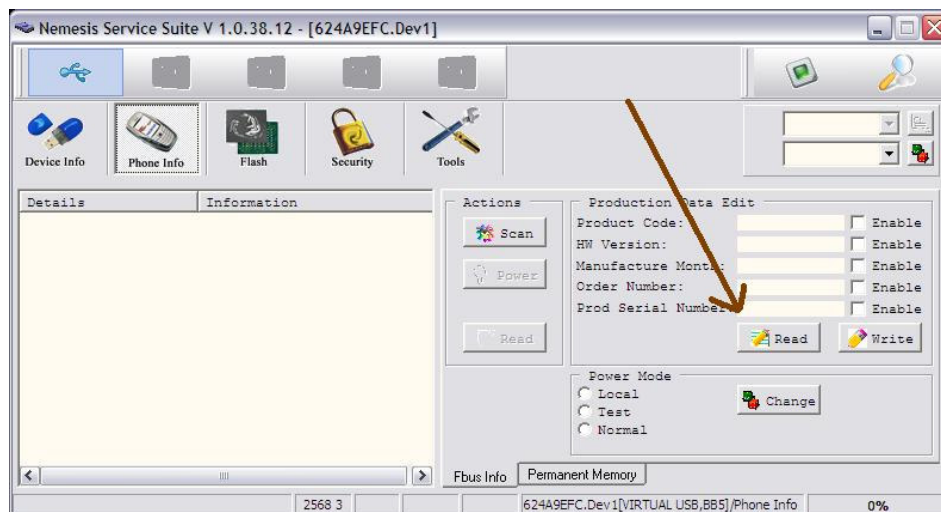 Nemesis Service Suite V 1.0.38.12 - [624A9EFC.Dev1]
Device Info
Phone Info
Flash
Security
Tools
Details Information
Actions
Scan
Power
Read
Production Data Edit
Product Code: Enable
HW Version: Enable
Manufacture Month: Enable
Order Number: Enable
Prod Serial Number: Enable
Read Write
Power Mode
Local
Test
Normal
Change
Fbus Info Permanent Memory
2568 3 624A9EFC.Dev1[VIRTUAL USB,BB5]/Phone Info 0%